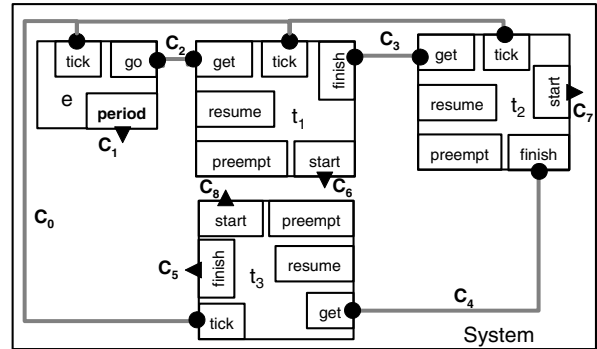 C2
C3
tick
go
get
tick
finish
get
tick
e
resume
t1
resume
t2
start
period
C1
C7
preempt
start
preempt
finish
C8
C6
C0
start
preempt
C5
finish
t3
resume
get
C4
tick
System